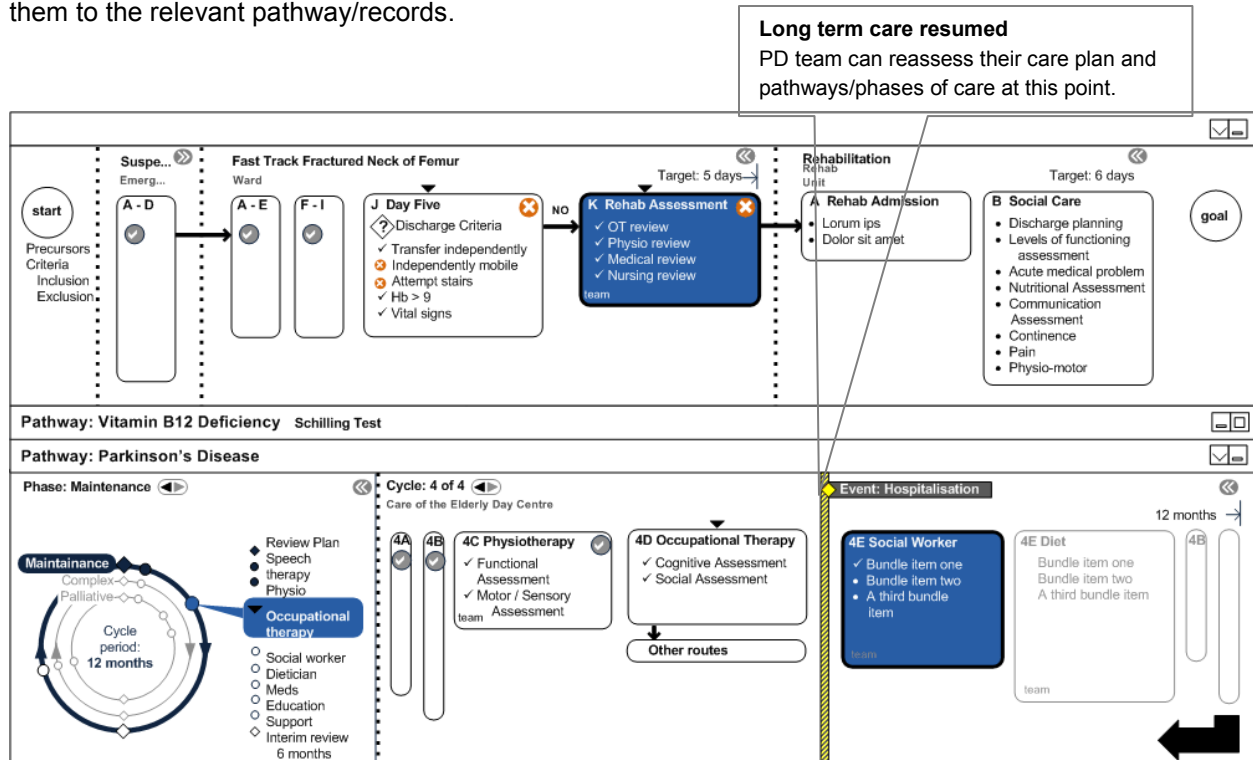 them to the relevant pathway/records.
Long term care resumed
PD team can reassess their care plan and
pathways/phases of care at this point.
start
Precursors
Criteria
Inclusion
Exclusion
Suspe...
Emerg...
A - D
Fast Track Fractured Neck of Femur
Ward
Target: 5 days
A - E
F - I
J Day Five
? Discharge Criteria
Transfer independently
Independently mobile
Attempt stairs
Hb > 9
Vital signs
NO
K Rehab Assessment
OT review
Physio review
Medical review
Nursing review
team
Rehabilitation
Rehab
Unit
Target: 6 days
A Rehab Admission
Lorum ips
Dolor sit amet
B Social Care
Discharge planning
Levels of functioning
assessment
Acute medical problem
Nutritional Assessment
Communication
Assessment
Continence
Pain
Physio-motor
goal
Pathway: Vitamin B12 Deficiency Schilling Test
Pathway: Parkinson's Disease
Phase: Maintenance
Maintainance
Complex
Palliative
Cycle
period:
12 months
Review Plan
Speech
therapy
Physio
Occupational
therapy
Social worker
Dietician
Meds
Education
Support
Interim review
6 months
Cycle: 4 of 4
Care of the Elderly Day Centre
4A
4B
4C Physiotherapy
Functional
Assessment
Motor / Sensory
Assessment
team
4D Occupational Therapy
Cognitive Assessment
Social Assessment
Other routes
Event: Hospitalisation
12 months
4E Social Worker
Bundle item one
Bundle item two
A third bundle
item
team
4E Diet
Bundle item one
Bundle item two
A third bundle item
team
4B